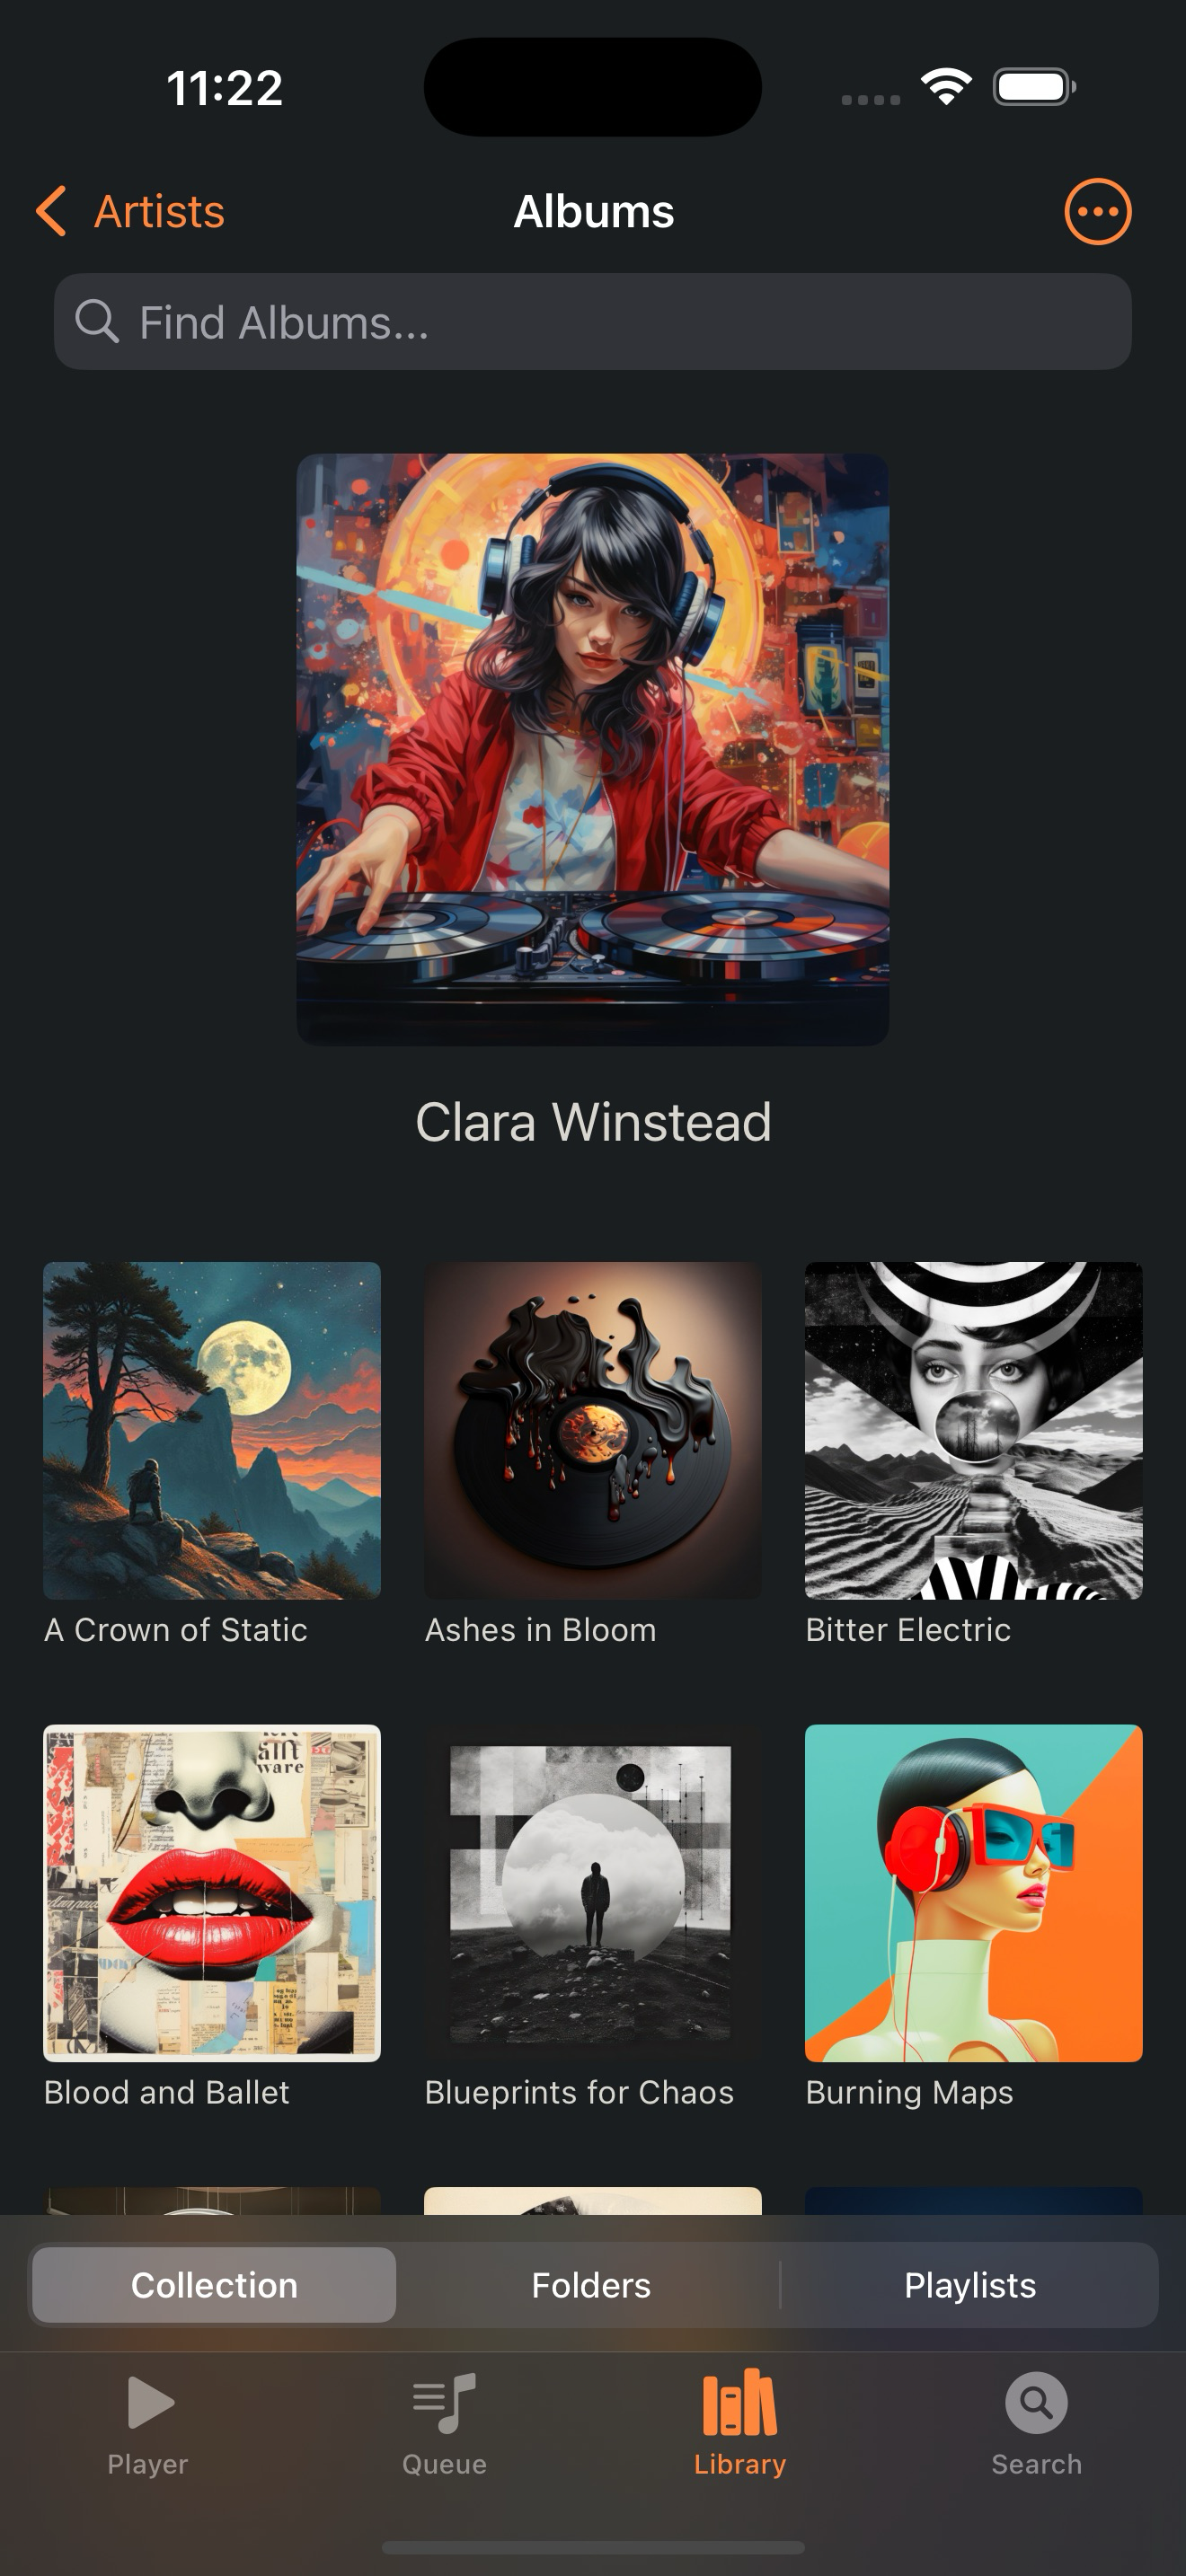 11:22
Artists
Albums
Find Albums...
Clara Winstead
A Crown of Static
Ashes in Bloom
Bitter Electric
ware
Blood and Ballet
Blueprints for Chaos
Burning Maps
Collection
Folders
Playlists
Player
Queue
Library
Search